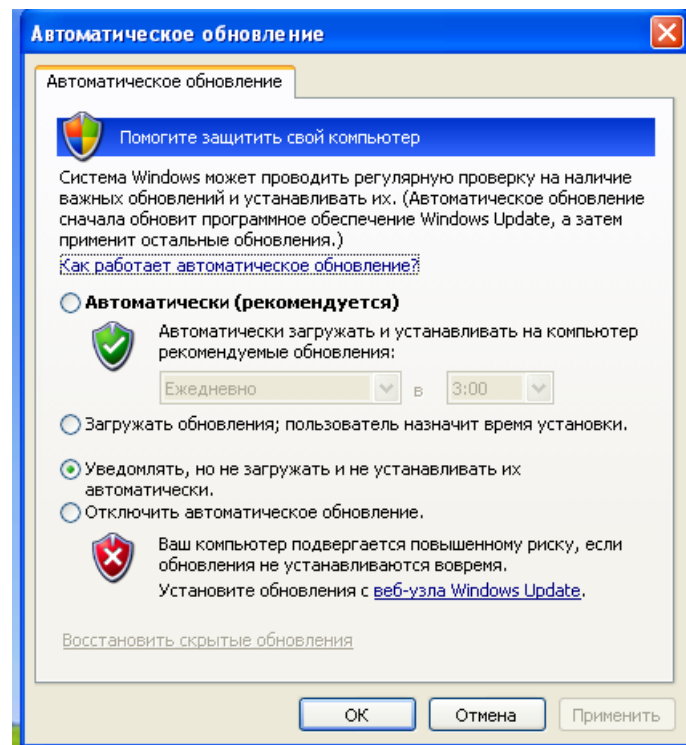 Автоматическое обновление
Автоматическое обновление
Помогите защитить свой компьютер
Система Windows может проводить регулярную проверку на наличие
важных обновлений и устанавливать их. (Автоматическое обновление
сначала обновит программное обеспечение Windows Update, а затем
применит остальные обновления.)
Как работает автоматическое обновление?
Автоматически (рекомендуется)
Автоматически загружать и устанавливать на компьютер
рекомендуемые обновления:
Ежедневно в 3:00
Загружать обновления; пользователь назначит время установки.
Уведомлять, но не загружать и не устанавливать их
автоматически.
Отключить автоматическое обновление.
Ваш компьютер подвергается повышенному риску, если
обновления не устанавливаются вовремя.
Установите обновления с веб-узла Windows Update.
Восстановить скрытые обновления
ОК Отмена Применить